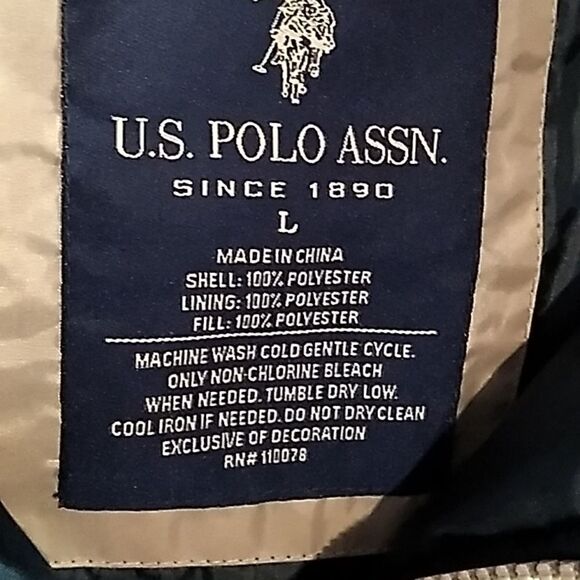 U.S. POLO ASSN.
SINCE 1890
L
MADE IN CHINA
SHELL: 100% POLYESTER
LINING: 100% POLYESTER
FILL: 100% POLYESTER
MACHINE WASH COLD GENTLE CYCLE.
ONLY NON-CHLORINE BLEACH
WHEN NEEDED. TUMBLE DRY LOW.
COOL IRON IF NEEDED. DO NOT DRY CLEAN
EXCLUSIVE OF DECORATION
RN# 110078